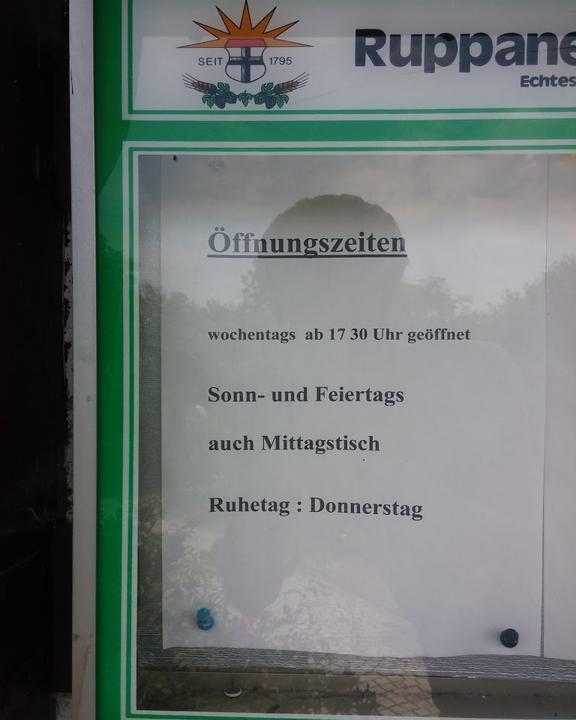 SEIT 1795
Ruppane
Echtes
Öffnungszeiten
wochentags ab 17 30 Uhr geöffnet
Sonn- und Feiertags
auch Mittagstisch
Ruhetag : Donnerstag